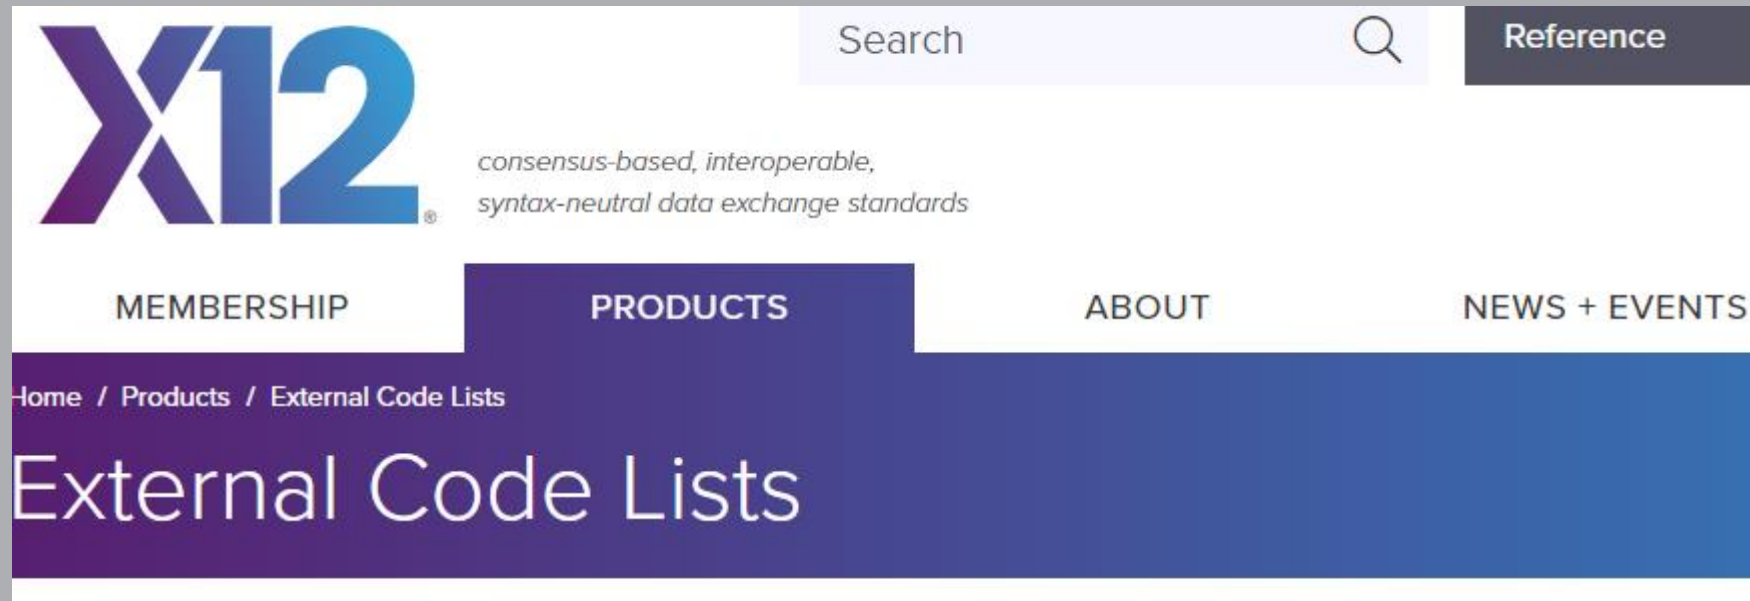 X12®
Search
Reference
consensus-based, interoperable,
syntax-neutral data exchange standards
MEMBERSHIP
PRODUCTS
ABOUT
NEWS + EVENTS
Home / Products / External Code Lists
External Code Lists